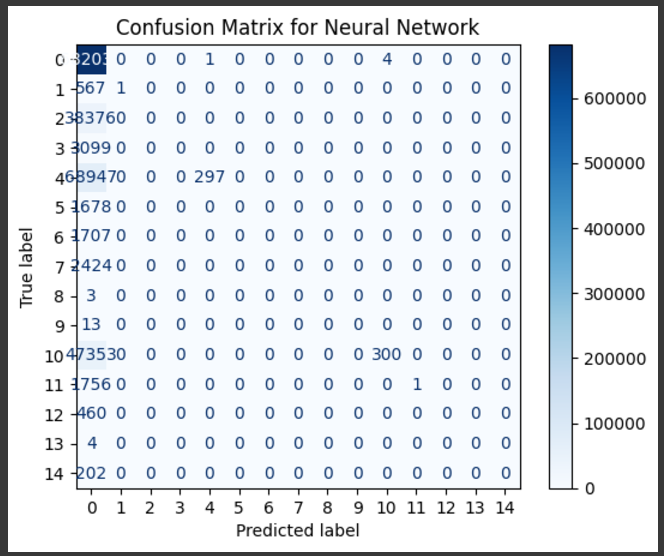 Confusion Matrix for Neural Network
0 0 0 0 1 0 0 0 0 0 4 0 0 0 0
1 567 1 0 0 0 0 0 0 0 0 0 0 0 0 0
2 38376 0 0 0 0 0 0 0 0 0 0 0 0 0 0
3 3099 0 0 0 0 0 0 0 0 0 0 0 0 0 0
4 68947 0 0 0 297 0 0 0 0 0 0 0 0 0 0
5 1678 0 0 0 0 0 0 0 0 0 0 0 0 0 0
6 1707 0 0 0 0 0 0 0 0 0 0 0 0 0 0
7 2424 0 0 0 0 0 0 0 0 0 0 0 0 0 0
8 3 0 0 0 0 0 0 0 0 0 0 0 0 0 0
9 13 0 0 0 0 0 0 0 0 0 0 0 0 0 0
10 47353 0 0 0 0 0 0 0 0 0 300 0 0 0 0
11 1756 0 0 0 0 0 0 0 0 0 0 1 0 0 0
12 460 0 0 0 0 0 0 0 0 0 0 0 0 0 0
13 4 0 0 0 0 0 0 0 0 0 0 0 0 0 0
14 202 0 0 0 0 0 0 0 0 0 0 0 0 0 0
0 1 2 3 4 5 6 7 8 9 10 11 12 13 14
Predicted label
True label
600000
500000
400000
300000
200000
100000
0